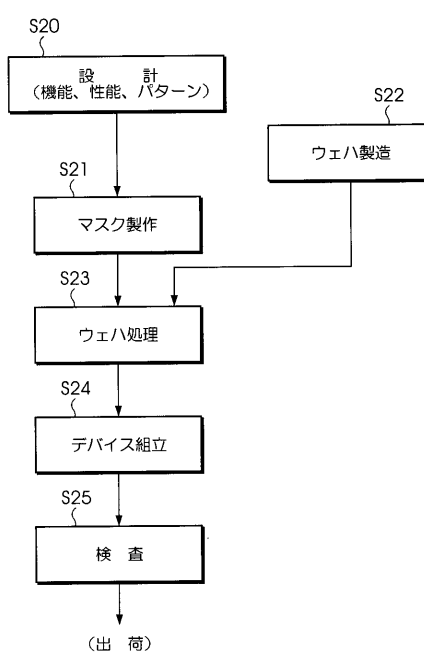 S20
設　　計
（機能、性能、パターン）
S22
ウェハ製造
S21
マスク製作
S23
ウェハ処理
S24
デバイス組立
S25
検　査
（出　荷）